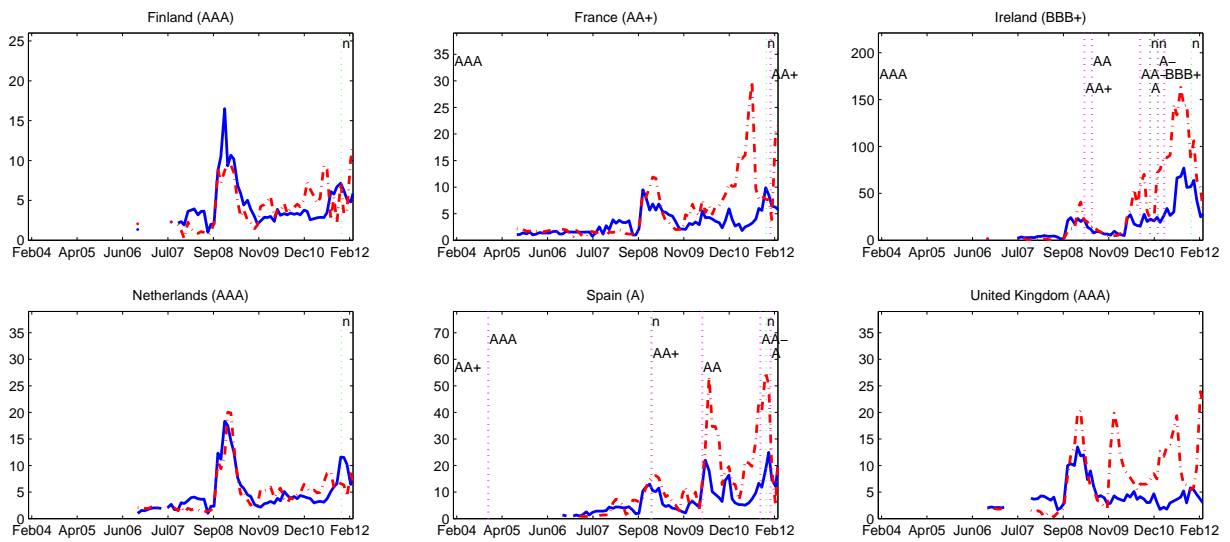 Finland (AAA)
25
20
15
10
5
0
n
Feb04 Apr05 Jun06 Jul07 Sep08 Nov09 Dec10 Feb12
France (AA+)
35
30
25
20
15
10
5
0
n
AAA
AA+
Feb04 Apr05 Jun06 Jul07 Sep08 Nov09 Dec10 Feb12
Ireland (BBB+)
200
150
100
50
0
nn n
AA A−
AAA AA−BBB+
AA+ A
Feb04 Apr05 Jun06 Jul07 Sep08 Nov09 Dec10 Feb12
Netherlands (AAA)
35
30
25
20
15
10
5
0
n
Feb04 Apr05 Jun06 Jul07 Sep08 Nov09 Dec10 Feb12
Spain (A)
70
60
50
40
30
20
10
0
n n
AAA AA−
AA+ A
AA+ AA
Feb04 Apr05 Jun06 Jul07 Sep08 Nov09 Dec10 Feb12
United Kingdom (AAA)
35
30
25
20
15
10
5
0
Feb04 Apr05 Jun06 Jul07 Sep08 Nov09 Dec10 Feb12